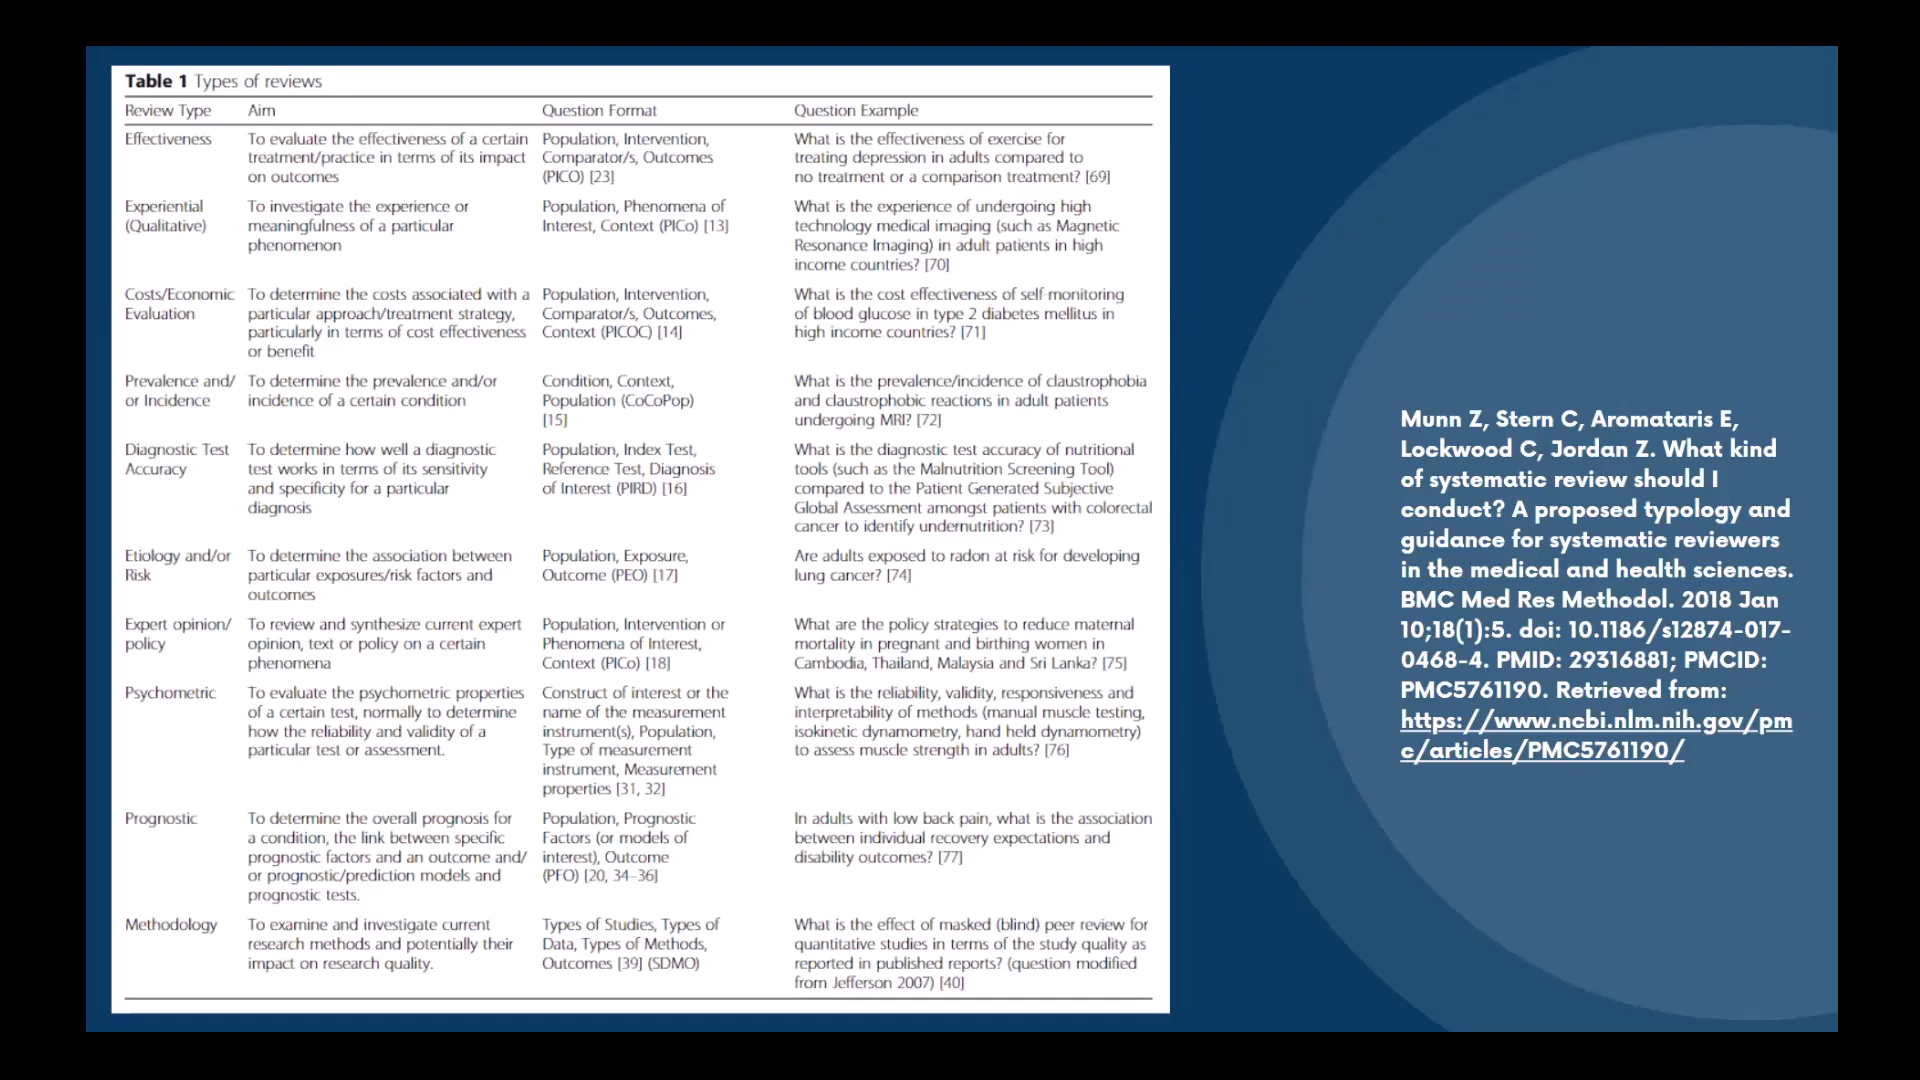 Table 1 Types of reviews
Review Type Aim Question Format Question Example
Effectiveness To evaluate the effectiveness of a certain Population, Intervention, What is the effectiveness of exercise for
treatment/practice in terms of its impact Comparator/s, Outcomes treating depression in adults compared to
on outcomes (PICO) [23] no treatment or a comparison treatment? [69]
Experiential To investigate the experience or Population, Phenomena of What is the experience of undergoing high
(Qualitative) meaningfulness of a particular Interest, Context (PICo) [13] technology medical imaging (such as Magnetic
phenomenon Resonance Imaging) in adult patients in high
income countries? [70]
Costs/Economic To determine the costs associated with a Population, Intervention, What is the cost effectiveness of self-monitoring
Evaluation particular approach/treatment strategy, Comparator/s, Outcomes, of blood glucose in type 2 diabetes mellitus in
particularly in terms of cost effectiveness Context (PICOC) [14] high income countries? [71]
or benefit
Prevalence and/ To determine the prevalence and/or Condition, Context, What is the prevalence/incidence of claustrophobia
or Incidence incidence of a certain condition Population (CoCoPop) and claustrophobic reactions in adult patients
[15] undergoing MRI? [72]
Diagnostic Test To determine how well a diagnostic Population, Index Test, What is the diagnostic test accuracy of nutritional
Accuracy test works in terms of its sensitivity Reference Test, Diagnosis tools (such as the Malnutrition Screening Tool)
and specificity for a particular of Interest (PIRD) [16] compared to the Patient Generated Subjective
diagnosis Global Assessment amongst patients with colorectal
cancer to identify undernutrition? [73]
Etiology and/or To determine the association between Population, Exposure, Are adults exposed to radon at risk for developing
Risk particular exposures/risk factors and Outcome (PEO) [17] lung cancer? [74]
outcomes
Expert opinion/ To review and synthesize current expert Population, Intervention or What are the policy strategies to reduce maternal
policy opinion, text or policy on a certain Phenomena of Interest, mortality in pregnant and birthing women in
phenomena Context (PICo) [18] Cambodia, Thailand, Malaysia and Sri Lanka? [75]
Psychometric To evaluate the psychometric properties Construct of interest or the What is the reliability, validity, responsiveness and
of a certain test, normally to determine name of the measurement interpretability of methods (manual muscle testing,
how the reliability and validity of a instrument(s), Population, isokinetic dynamometry, hand held dynamometry)
particular test or assessment. Type of measurement to assess muscle strength in adults? [76]
instrument, Measurement
properties [31, 32]
Prognostic To determine the overall prognosis for Population, Prognostic In adults with low back pain, what is the association
a condition, the link between specific Factors (or models of between individual recovery expectations and
prognostic factors and an outcome and/ interest), Outcome disability outcomes? [77]
or prognostic/prediction models and (PFO) [20, 34–36]
prognostic tests.
Methodology To examine and investigate current Types of Studies, Types of What is the effect of masked (blind) peer review for
research methods and potentially their Data, Types of Methods, quantitative studies in terms of the study quality as
impact on research quality. Outcomes [39] (SDMO) reported in published reports? (question modified
from Jefferson 2007) [40]
Munn Z, Stern C, Aromataris E,
Lockwood C, Jordan Z. What kind
of systematic review should I
conduct? A proposed typology and
guidance for systematic reviewers
in the medical and health sciences.
BMC Med Res Methodol. 2018 Jan
10;18(1):5. doi: 10.1186/s12874-017-
0468-4. PMID: 29316881; PMCID:
PMC5761190. Retrieved from:
https://www.ncbi.nlm.nih.gov/pm
c/articles/PMC5761190/